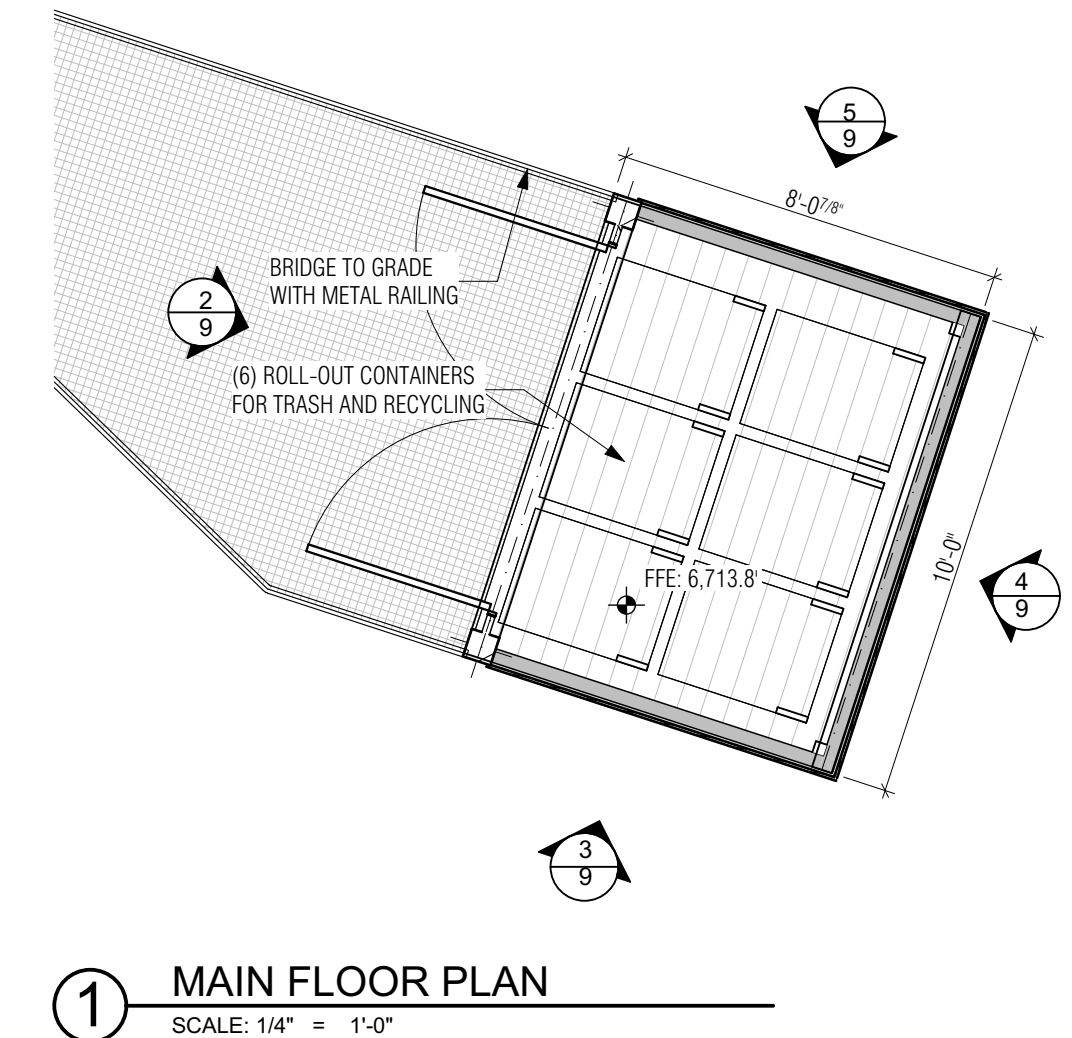 5
9
8'-07/8"
BRIDGE TO GRADE
WITH METAL RAILING
2
9
(6) ROLL-OUT CONTAINERS
FOR TRASH AND RECYCLING
10'-0"
FFE: 6,713.8'
4
9
3
9
1
MAIN FLOOR PLAN
SCALE: 1/4" = 1'-0"